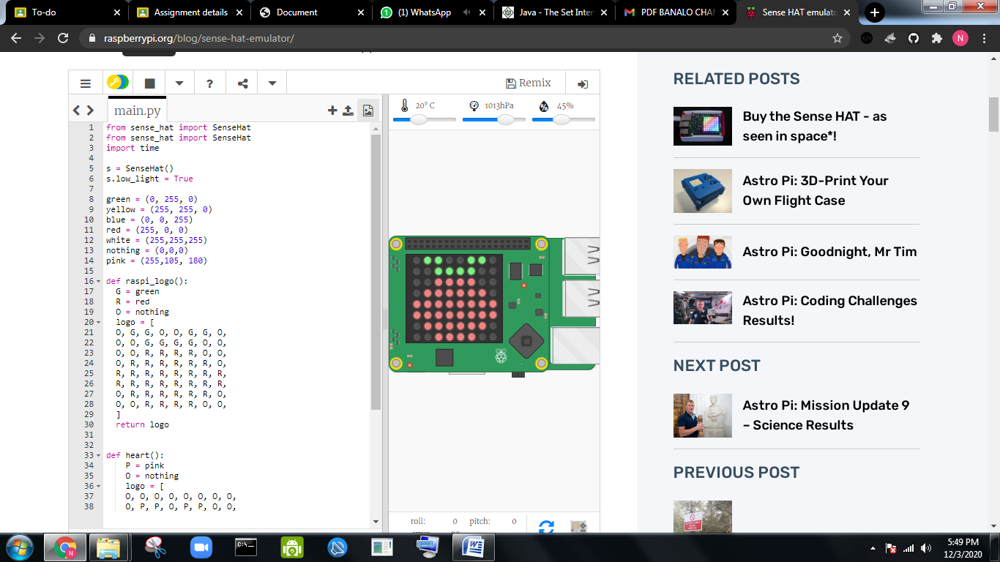 To-do
Assignment details
Document
(1) WhatsApp
Java - The Set Inter
PDF BANALO CHA
Sense HAT emulato
raspberrypi.org/blog/sense-hat-emulator/
N
Remix
main.py
20° C
1013hPa
45%
1 from sense_hat import SenseHat
2 from sense_hat import SenseHat
3 import time
4
5 s = SenseHat()
6 s.low_light = True
7
8 green = (0, 255, 0)
9 yellow = (255, 255, 0)
10 blue = (0, 0, 255)
11 red = (255, 0, 0)
12 white = (255,255,255)
13 nothing = (0,0,0)
14 pink = (255,105, 180)
15
16 def raspi_logo():
17 G = green
18 R = red
19 O = nothing
20 logo = [
21 O, G, G, O, O, G, G, O,
22 O, O, G, G, G, G, O, O,
23 O, O, R, R, R, R, O, O,
24 O, R, R, R, R, R, R, O,
25 R, R, R, R, R, R, R, R,
26 R, R, R, R, R, R, R, R,
27 O, R, R, R, R, R, R, O,
28 O, O, R, R, R, R, O, O,
29 ]
30 return logo
31
32
33 def heart():
34 P = pink
35 O = nothing
36 logo = [
37 O, O, O, O, O, O, O, O,
38 O, P, P, O, P, P, O, O,
roll: 0 pitch: 0
RELATED POSTS
Buy the Sense HAT - as
seen in space*!
Astro Pi: 3D-Print Your
Own Flight Case
Astro Pi: Goodnight, Mr Tim
Astro Pi: Coding Challenges
Results!
NEXT POST
Astro Pi: Mission Update 9
– Science Results
PREVIOUS POST
5:49 PM
12/3/2020